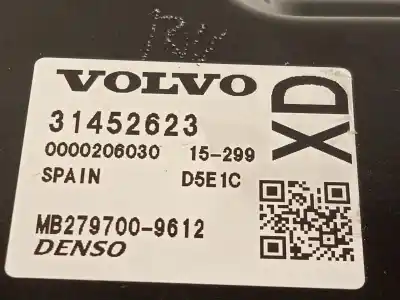 VOLVO
XD
31452623
0000206030 15-299
SPAIN D5E1C
MB279700-9612
DENSO